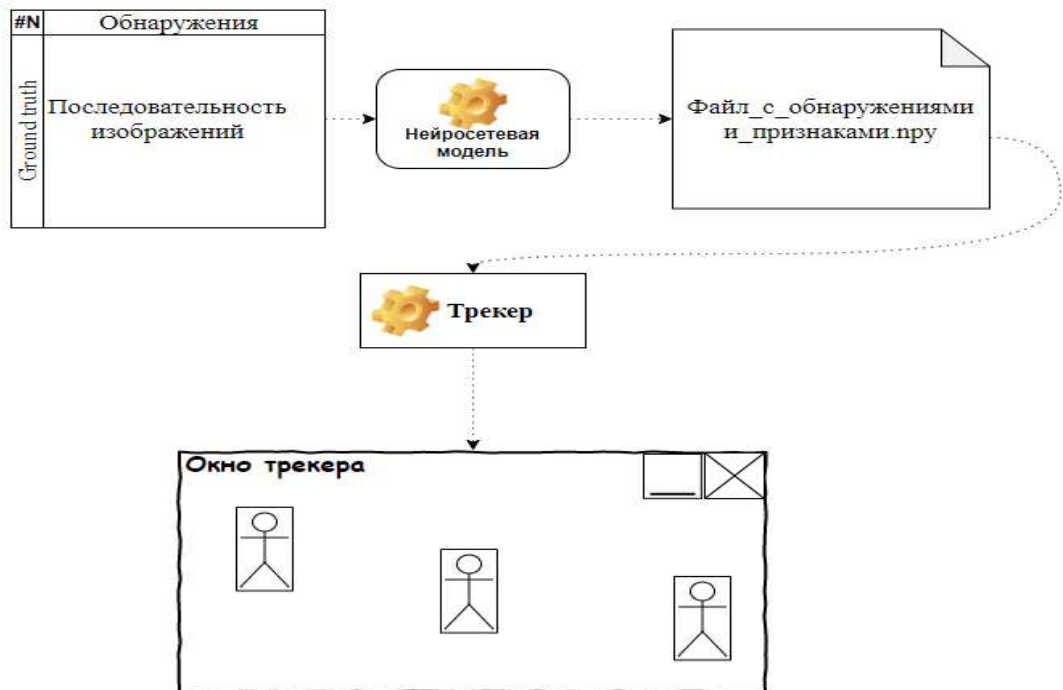 #N
Обнаружения
Ground truth
Последовательность
изображений
Нейросетевая
модель
Файл_с_обнаружениями
и_признаками.npy
Трекер
Окно трекера